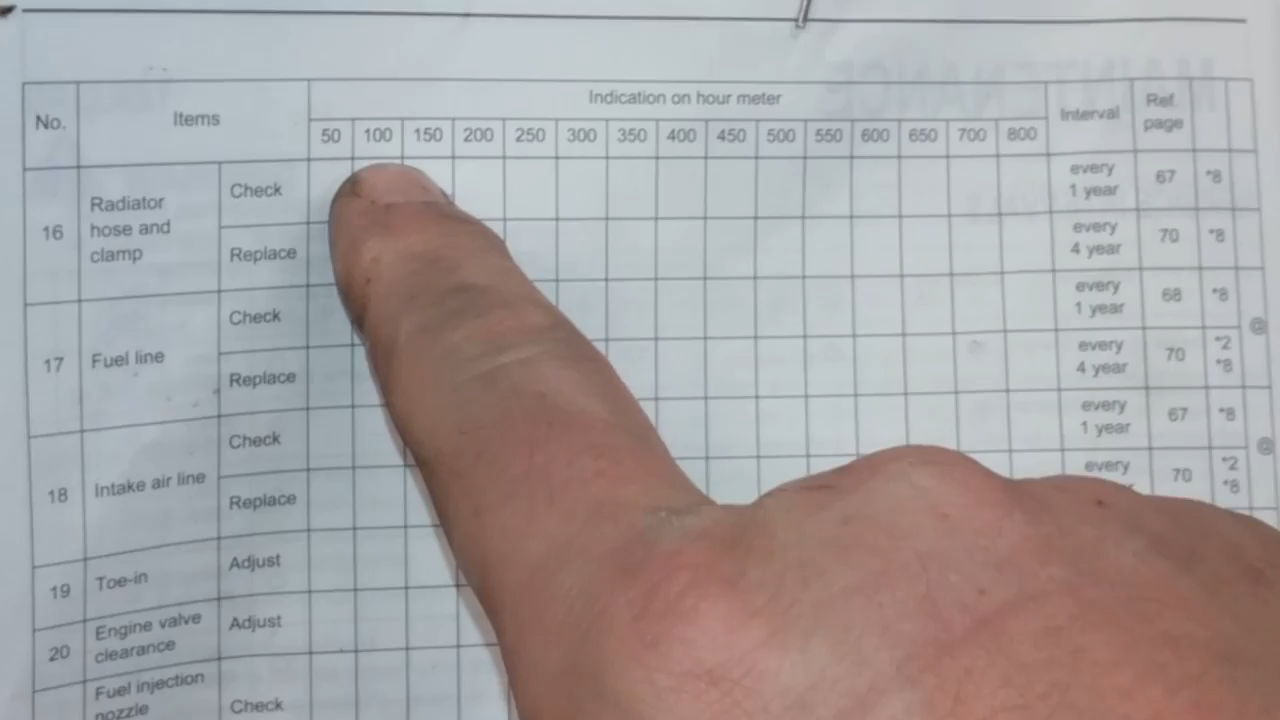 No. Items Indication on hour meter Interval Ref. page
50 100 150 200 250 300 350 400 450 500 550 600 650 700 800
16 Radiator hose and clamp Check every 1 year 67 *8
Replace every 4 year 70 *8
17 Fuel line Check every 1 year 68 *8 @
Replace every 4 year 70 *2 *8
18 Intake air line Check every 1 year 67 *8 @
Replace every 70 *2 *8
19 Toe-in Adjust
20 Engine valve clearance Adjust
Fuel injection nozzle Check